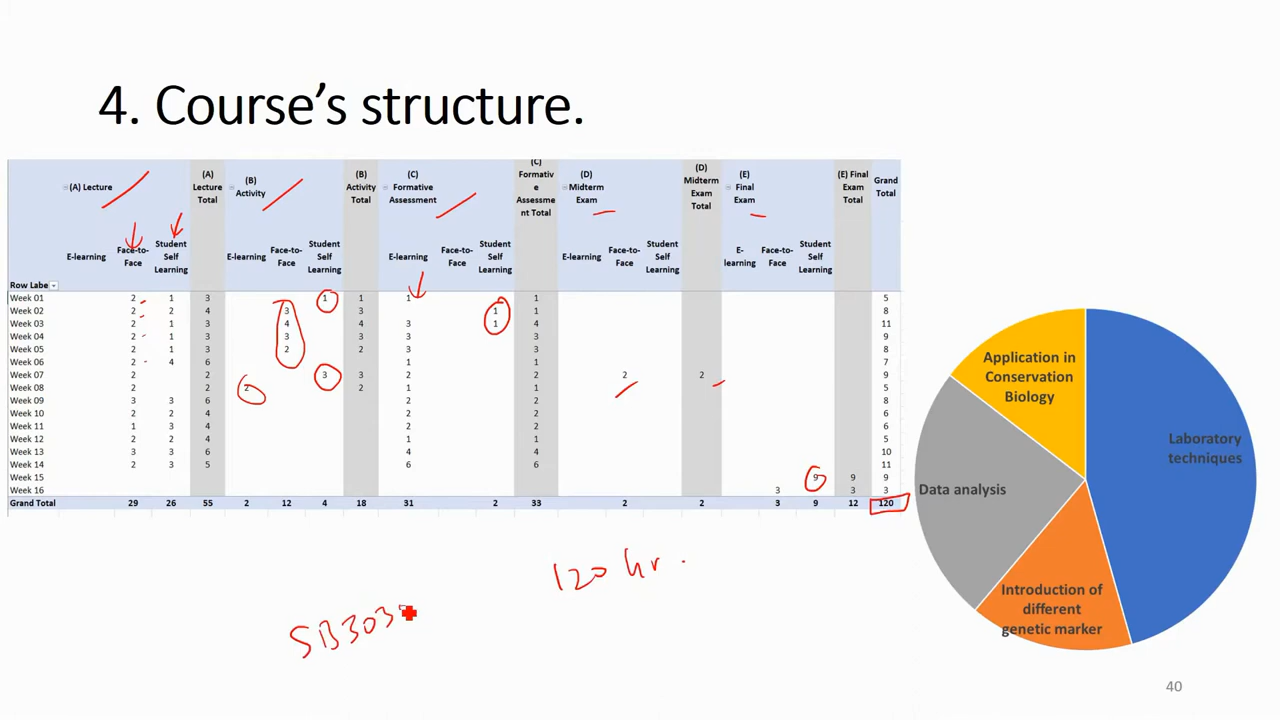 4. Course's structure.
(A) Lecture (A) Lecture Total (B) Activity (B) Activity Total (C) Formative Assessment (C) Formativ e Assessme nt Total (D) Midterm Exam (D) Midterm Exam Total (E) Final Exam (E) Final Exam Total Grand Total
E-learning Face-to-Face Student Self Learning E-learning Face-to-Face Student Self Learning E-learning Face-to-Face Student Self Learning E-learning Face-to-Face Student Self Learning E-learning Face-to-Face Student Self Learning
Row Labe
Week 01 2 1 3 1 1 1 1 5
Week 02 2 2 4 3 3 1 1 8
Week 03 2 1 3 4 4 3 1 4 11
Week 04 2 1 3 3 3 3 3 9
Week 05 2 1 3 2 2 3 3 8
Week 06 2 4 6 1 1 7
Week 07 2 2 3 3 2 2 2 2 9
Week 08 2 2 2 2 1 1 5
Week 09 3 3 6 2 2 8
Week 10 2 2 4 2 2 6
Week 11 1 3 4 2 2 6
Week 12 2 2 4 1 1 5
Week 13 3 3 6 4 4 10
Week 14 2 3 5 6 6 11
Week 15 9 9 9
Week 16 3 3 3
Grand Total 29 26 55 2 12 4 18 31 2 33 2 2 3 9 12 120
Application in
Conservation
Biology
Laboratory
techniques
Data analysis
Introduction of
different
genetic marker
120 hr.
SB303
40